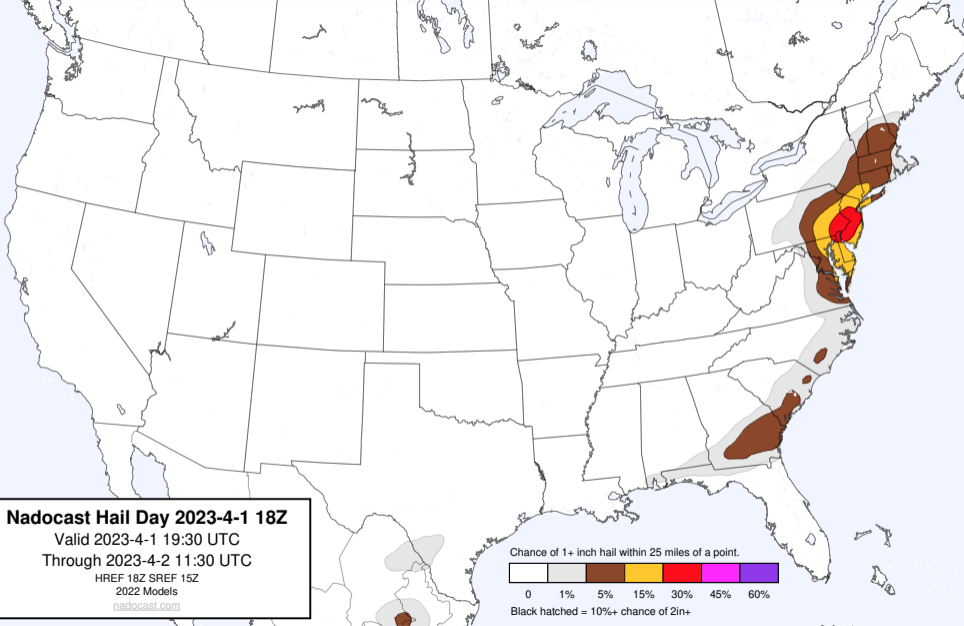 Nadocast Hail Day 2023-4-1 18Z
Valid 2023-4-1 19:30 UTC
Through 2023-4-2 11:30 UTC
HREF 18Z SREF 15Z
2022 Models
nadocast.com
Chance of 1+ inch hail within 25 miles of a point.
0 1% 5% 15% 30% 45% 60%
Black hatched = 10%+ chance of 2in+